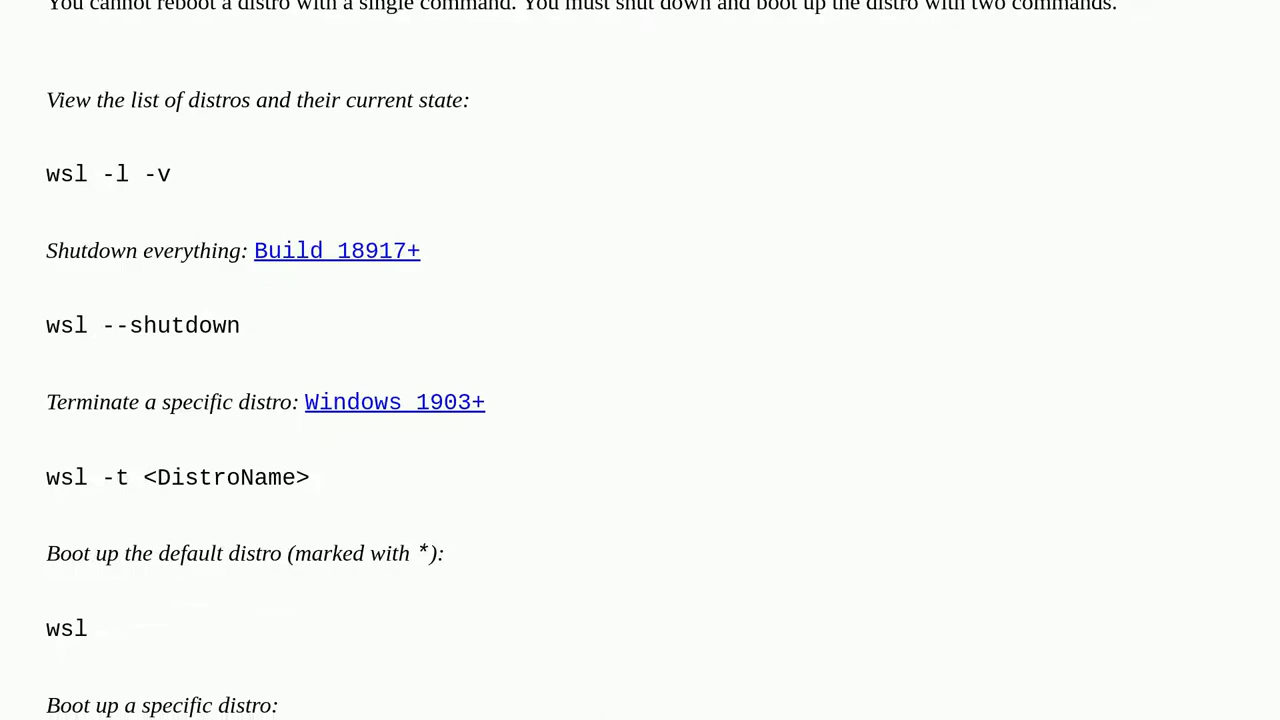 You cannot reboot a distro with a single command. You must shut down and boot up the distro with two commands.
View the list of distros and their current state:
wsl -l -v
Shutdown everything: Build 18917+
wsl --shutdown
Terminate a specific distro: Windows 1903+
wsl -t <DistroName>
Boot up the default distro (marked with *):
wsl
Boot up a specific distro: